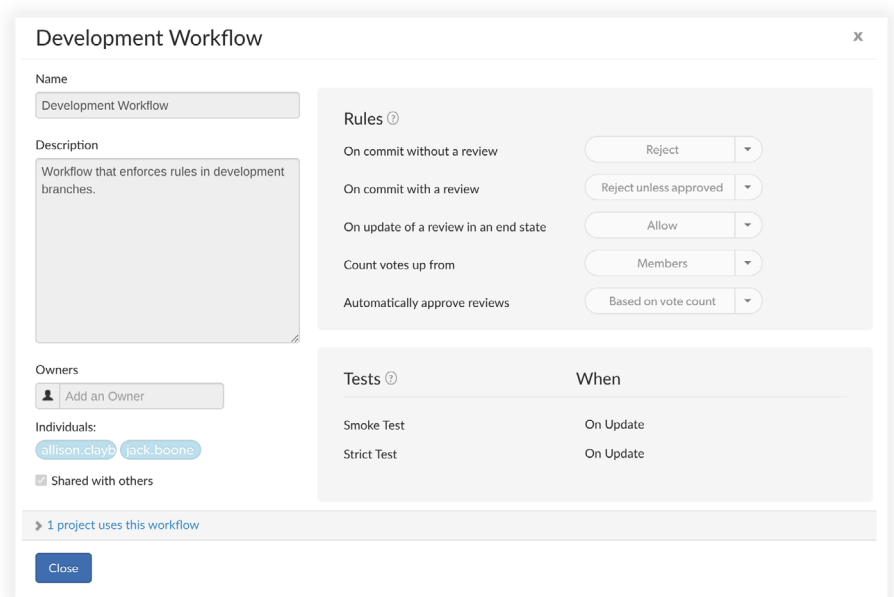 Development Workflow
x
Name
Development Workflow
Description
Workflow that enforces rules in development
branches.
Owners
Add an Owner
Individuals:
allison.clayb jack.boone
Shared with others
Rules ?
On commit without a review Reject
On commit with a review Reject unless approved
On update of a review in an end state Allow
Count votes up from Members
Automatically approve reviews Based on vote count
Tests ? When
Smoke Test On Update
Strict Test On Update
1 project uses this workflow
Close